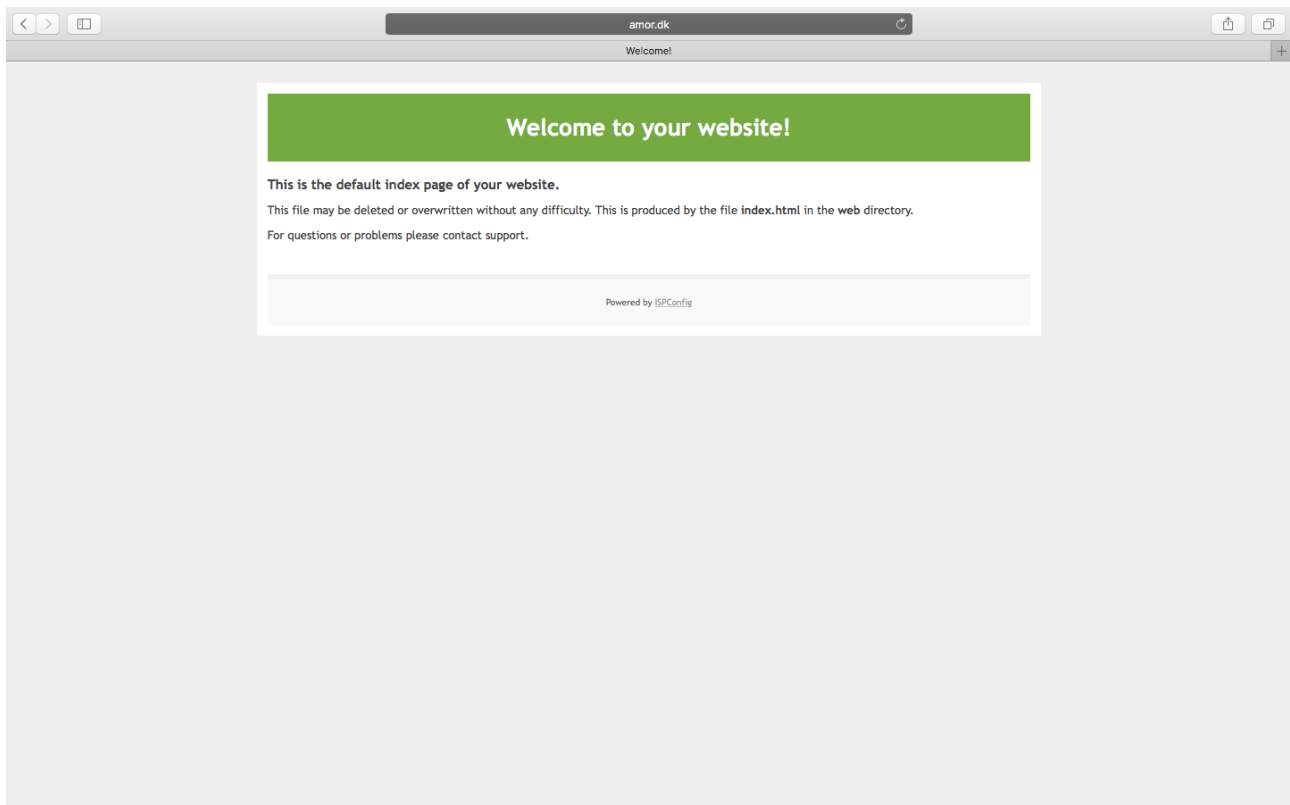 amor.dk
Welcome!
Welcome to your website!
This is the default index page of your website.
This file may be deleted or overwritten without any difficulty. This is produced by the file index.html in the web directory.
For questions or problems please contact support.
Powered by ISPConfig